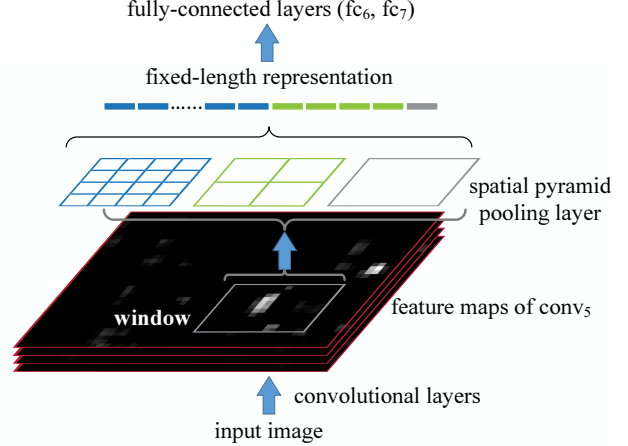 fully-connected layers (fc₆, fc₇)
fixed-length representation
......
spatial pyramid
pooling layer
window
feature maps of conv₅
convolutional layers
input image